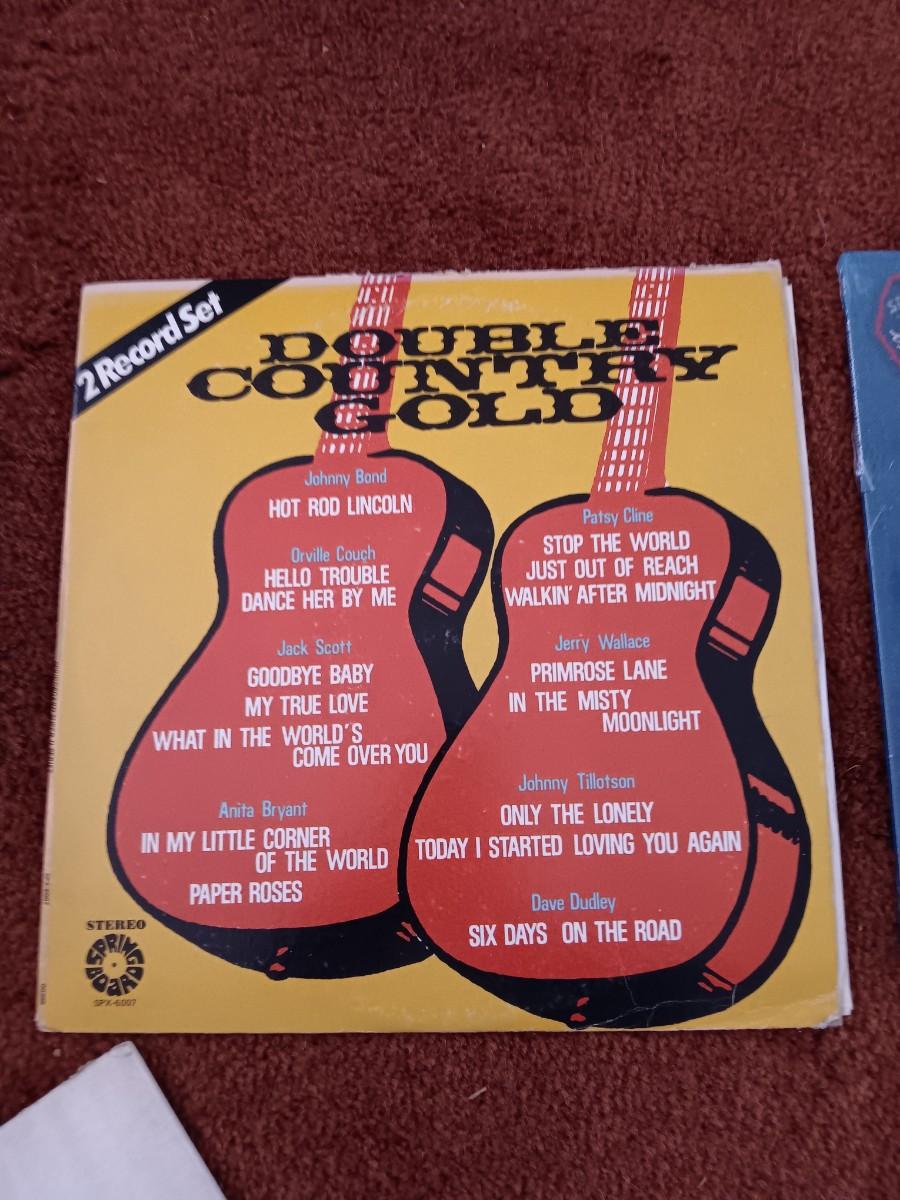 2 Record Set
DOUBLE
COUNTRY
GOLD
Johnny Bond
HOT ROD LINCOLN
Orville Couch
HELLO TROUBLE
DANCE HER BY ME
Jack Scott
GOODBYE BABY
MY TRUE LOVE
WHAT IN THE WORLD'S
COME OVER YOU
Anita Bryant
IN MY LITTLE CORNER
OF THE WORLD
PAPER ROSES
Patsy Cline
STOP THE WORLD
JUST OUT OF REACH
WALKIN' AFTER MIDNIGHT
Jerry Wallace
PRIMROSE LANE
IN THE MISTY
MOONLIGHT
Johnny Tillotson
ONLY THE LONELY
TODAY I STARTED LOVING YOU AGAIN
Dave Dudley
SIX DAYS ON THE ROAD
STEREO
SPRING
BOARD
SPX-6007